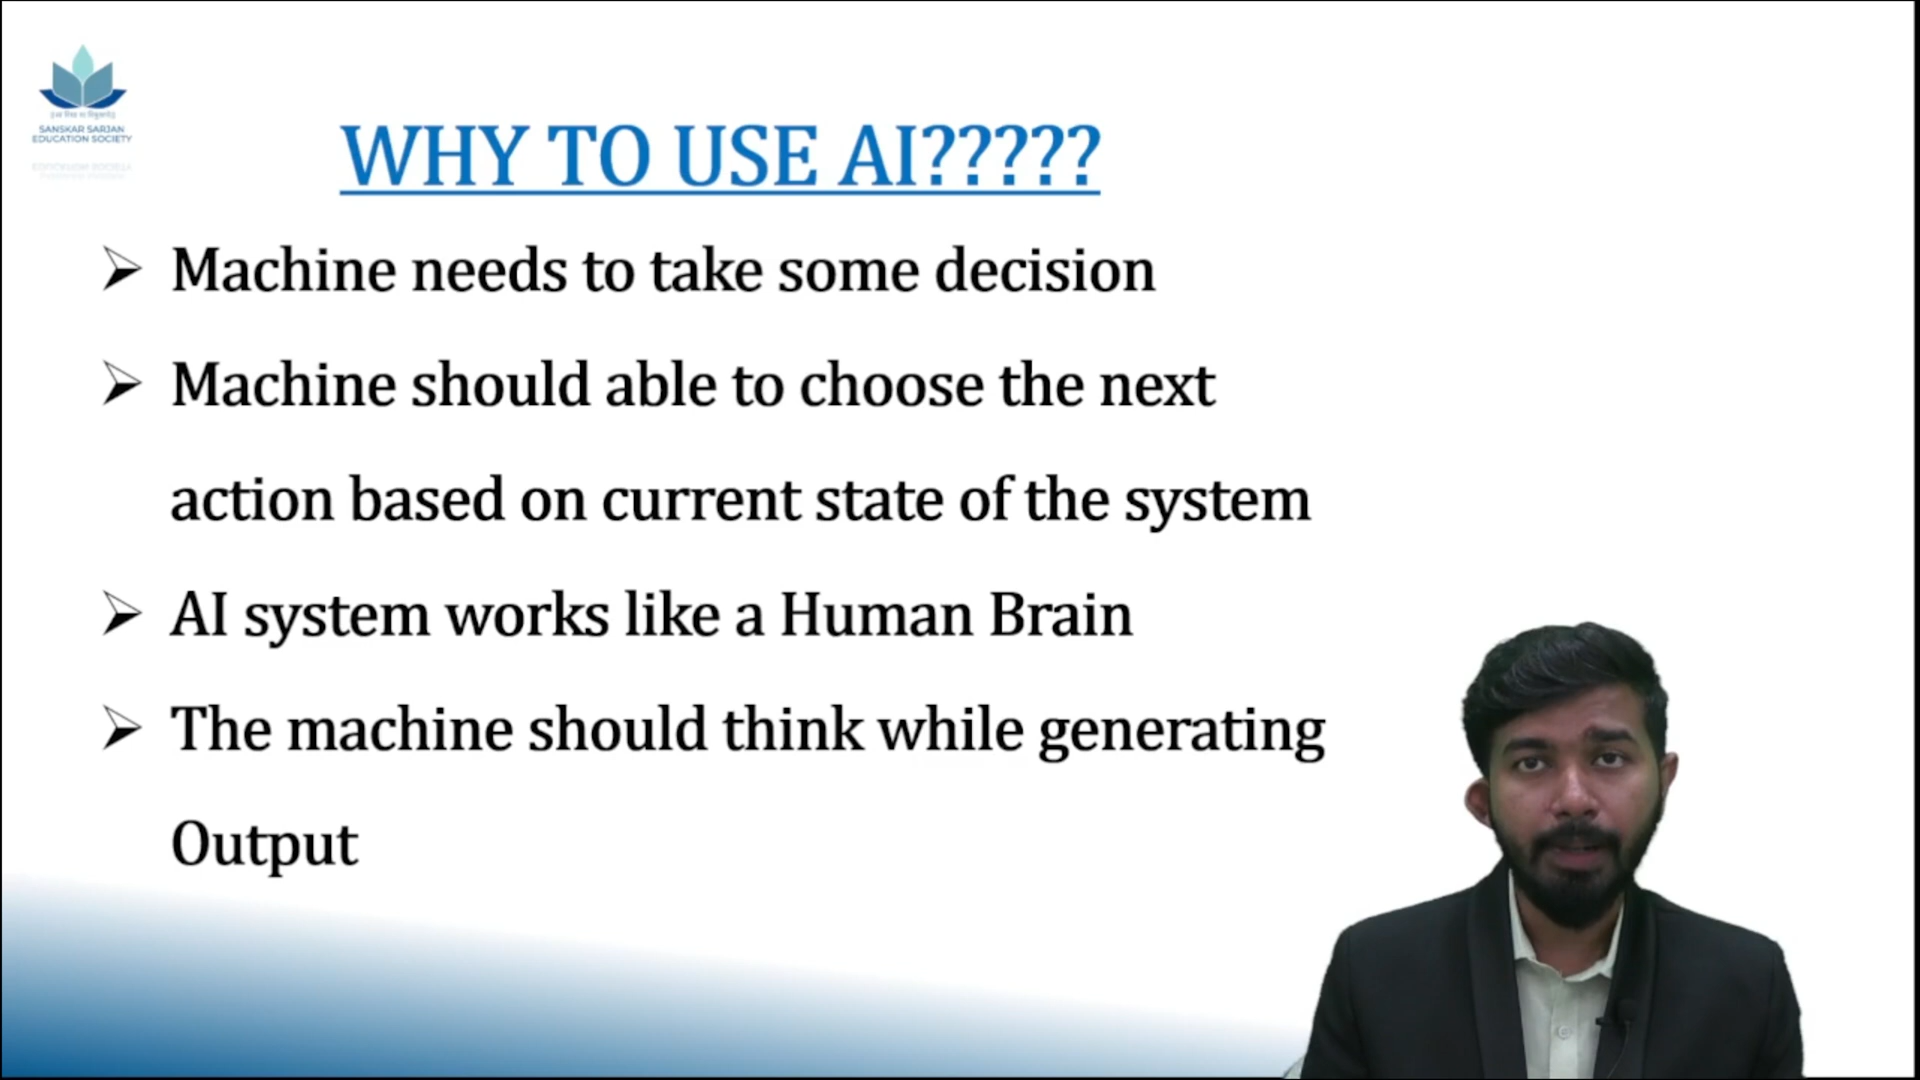 SANSKAR SARJAN
EDUCATION SOCIETY
WHY TO USE AI?????
Machine needs to take some decision
Machine should able to choose the next
action based on current state of the system
AI system works like a Human Brain
The machine should think while generating
Output